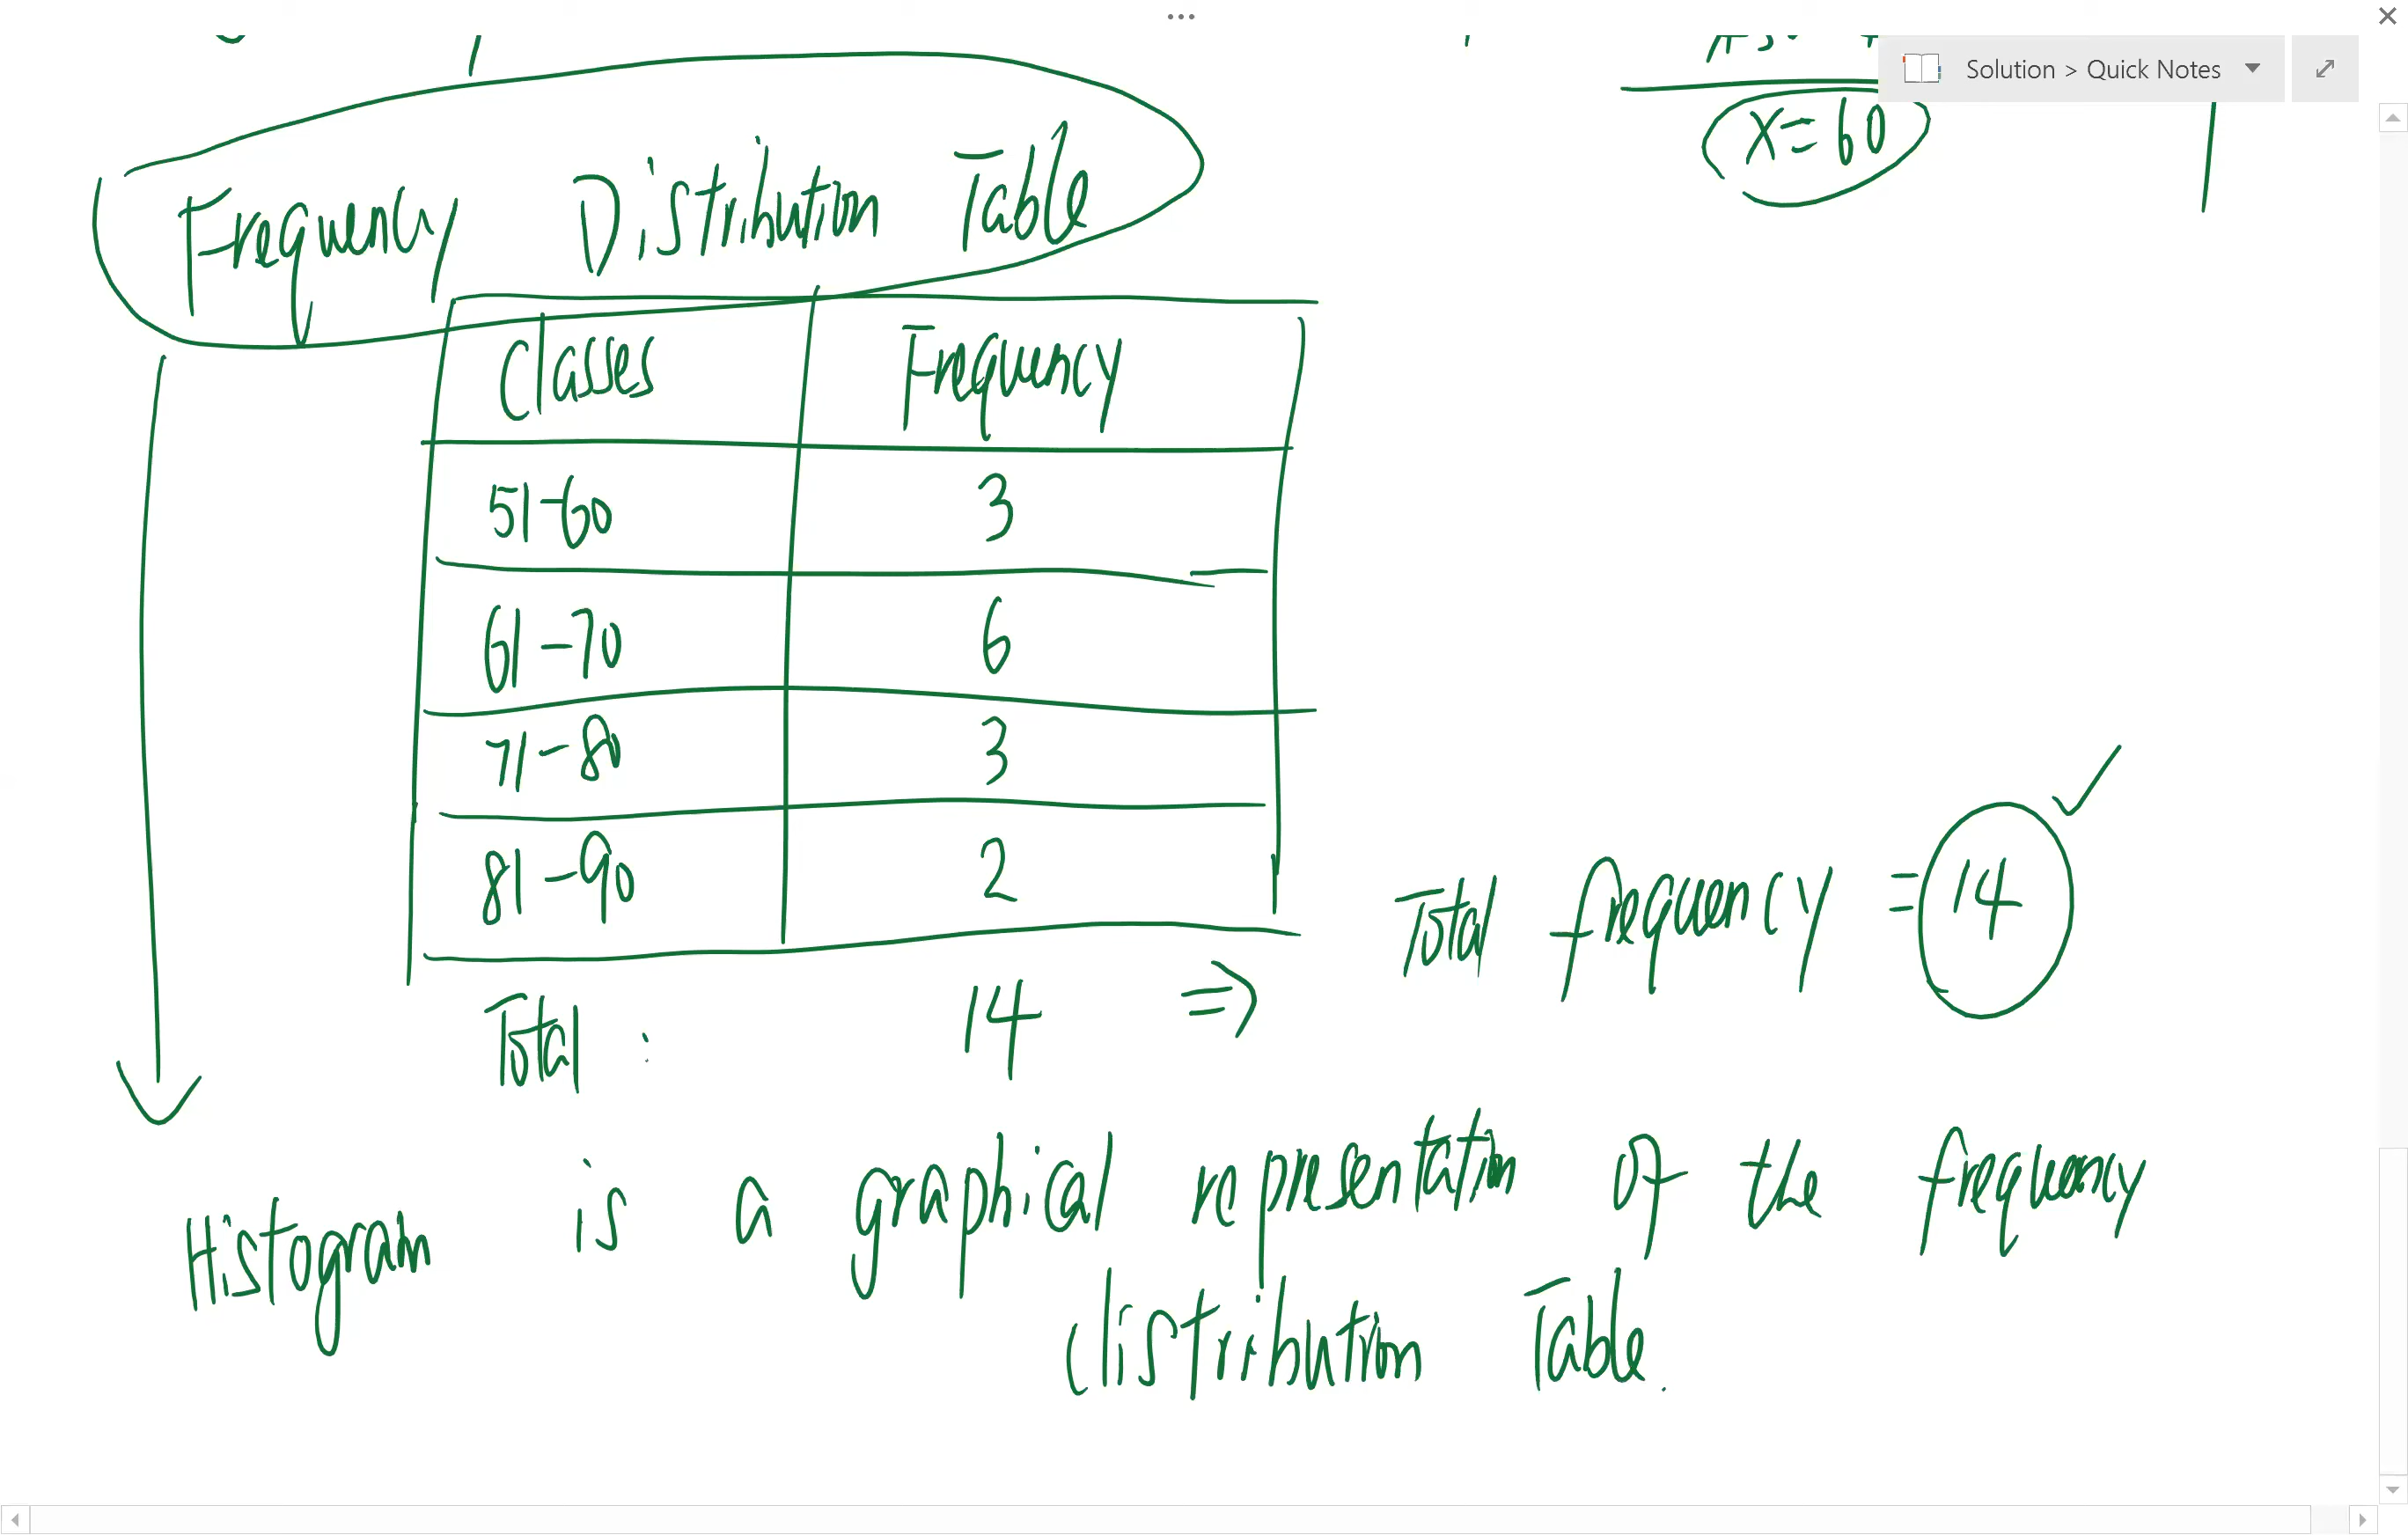 Solution > Quick Notes
x = 60
Frequency Distribution Table
Classes Frequency
51-60 3
61-70 6
71-80 3
81-90 2
Total frequency = 14
Total : 14 ⇒
Histogram is a graphical representation of the frequency
distribution Table.